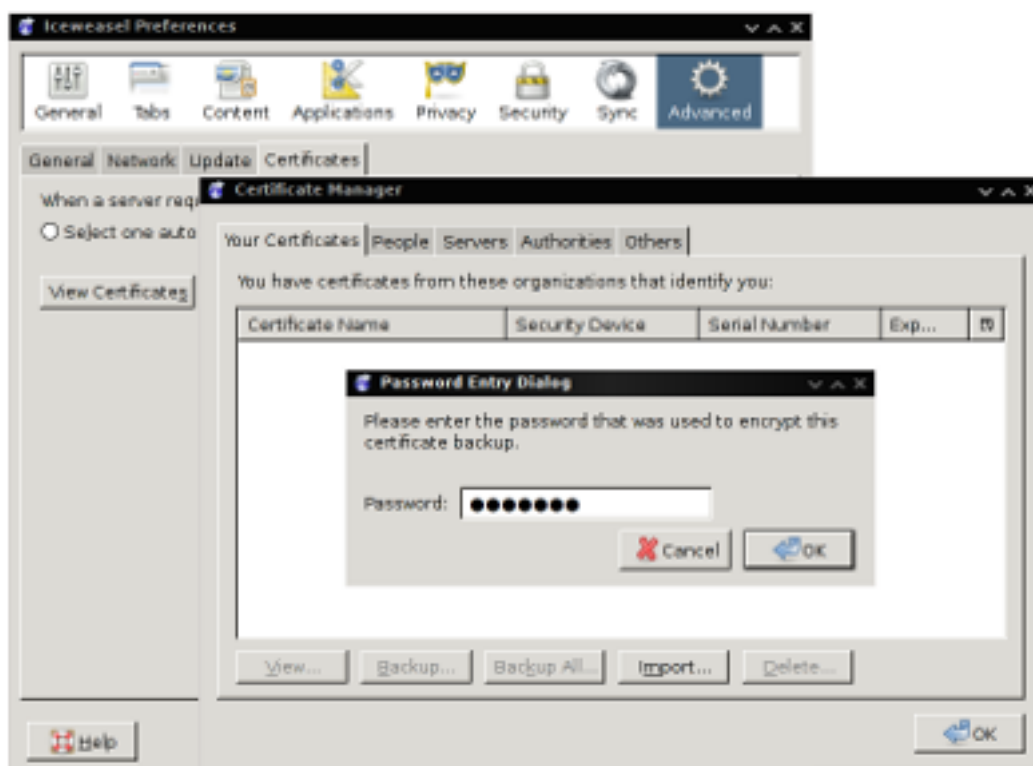 Iceweasel Preferences
General Tabs Content Applications Privacy Security Sync Advanced
General Network Update Certificates
When a server requ
Select one auto
View Certificates
Certificate Manager
Your Certificates People Servers Authorities Others
You have certificates from these organizations that identify you:
Certificate Name Security Device Serial Number Exp...
Password Entry Dialog
Please enter the password that was used to encrypt this
certificate backup.
Password: ●●●●●●●
Cancel OK
View... Backup... Backup All... Import... Delete...
Help OK